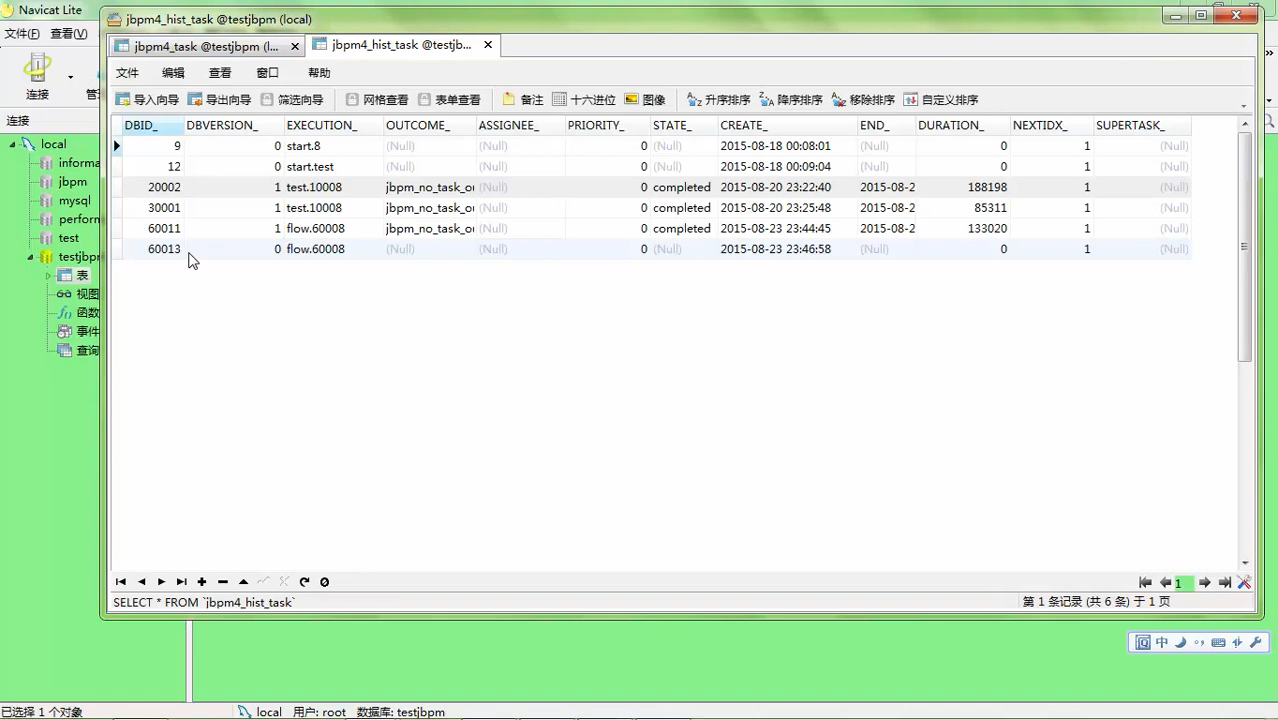 Navicat Lite
文件(F) 查看(V)
连接
管
连接
local
informa
jbpm
mysql
perforn
test
testjbpn
表
视图
函数
事件
查询
jbpm4_hist_task @testjbpm (local)
jbpm4_task @testjbpm (l...
jbpm4_hist_task @testjb...
文件 编辑 查看 窗口 帮助
导入向导 导出向导 筛选向导 网格查看 表单查看 备注 十六进位 图像 升序排序 降序排序 移除排序 自定义排序
DBID_ DBVERSION_ EXECUTION_ OUTCOME_ ASSIGNEE_ PRIORITY_ STATE_ CREATE_ END_ DURATION_ NEXTIDX_ SUPERTASK_
9 0 start.8 (Null) (Null) 0 (Null) 2015-08-18 00:08:01 (Null) 0 1 (Null)
12 0 start.test (Null) (Null) 0 (Null) 2015-08-18 00:09:04 (Null) 0 1 (Null)
20002 1 test.10008 jbpm_no_task_ou (Null) 0 completed 2015-08-20 23:22:40 2015-08-2 188198 1 (Null)
30001 1 test.10008 jbpm_no_task_ou (Null) 0 completed 2015-08-20 23:25:48 2015-08-2 85311 1 (Null)
60011 1 flow.60008 jbpm_no_task_ou (Null) 0 completed 2015-08-23 23:44:45 2015-08-2 133020 1 (Null)
60013 0 flow.60008 (Null) (Null) 0 (Null) 2015-08-23 23:46:58 (Null) 0 1 (Null)
1
SELECT * FROM `jbpm4_hist_task`
第 1 条记录 (共 6 条) 于 1 页
中
已选择 1 个对象 local 用户: root 数据库: testjbpm